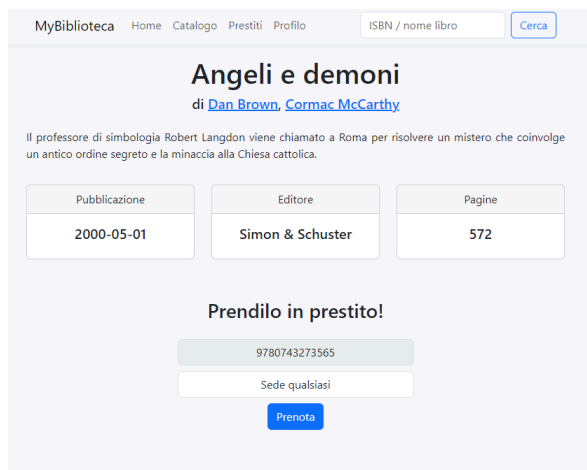 MyBiblioteca Home Catalogo Prestiti Profilo ISBN / nome libro Cerca
Angeli e demoni
di Dan Brown, Cormac McCarthy
Il professore di simbologia Robert Langdon viene chiamato a Roma per risolvere un mistero che coinvolge
un antico ordine segreto e la minaccia alla Chiesa cattolica.
Pubblicazione Editore Pagine
2000-05-01 Simon & Schuster 572
Prendilo in prestito!
9780743273565
Sede qualsiasi
Prenota